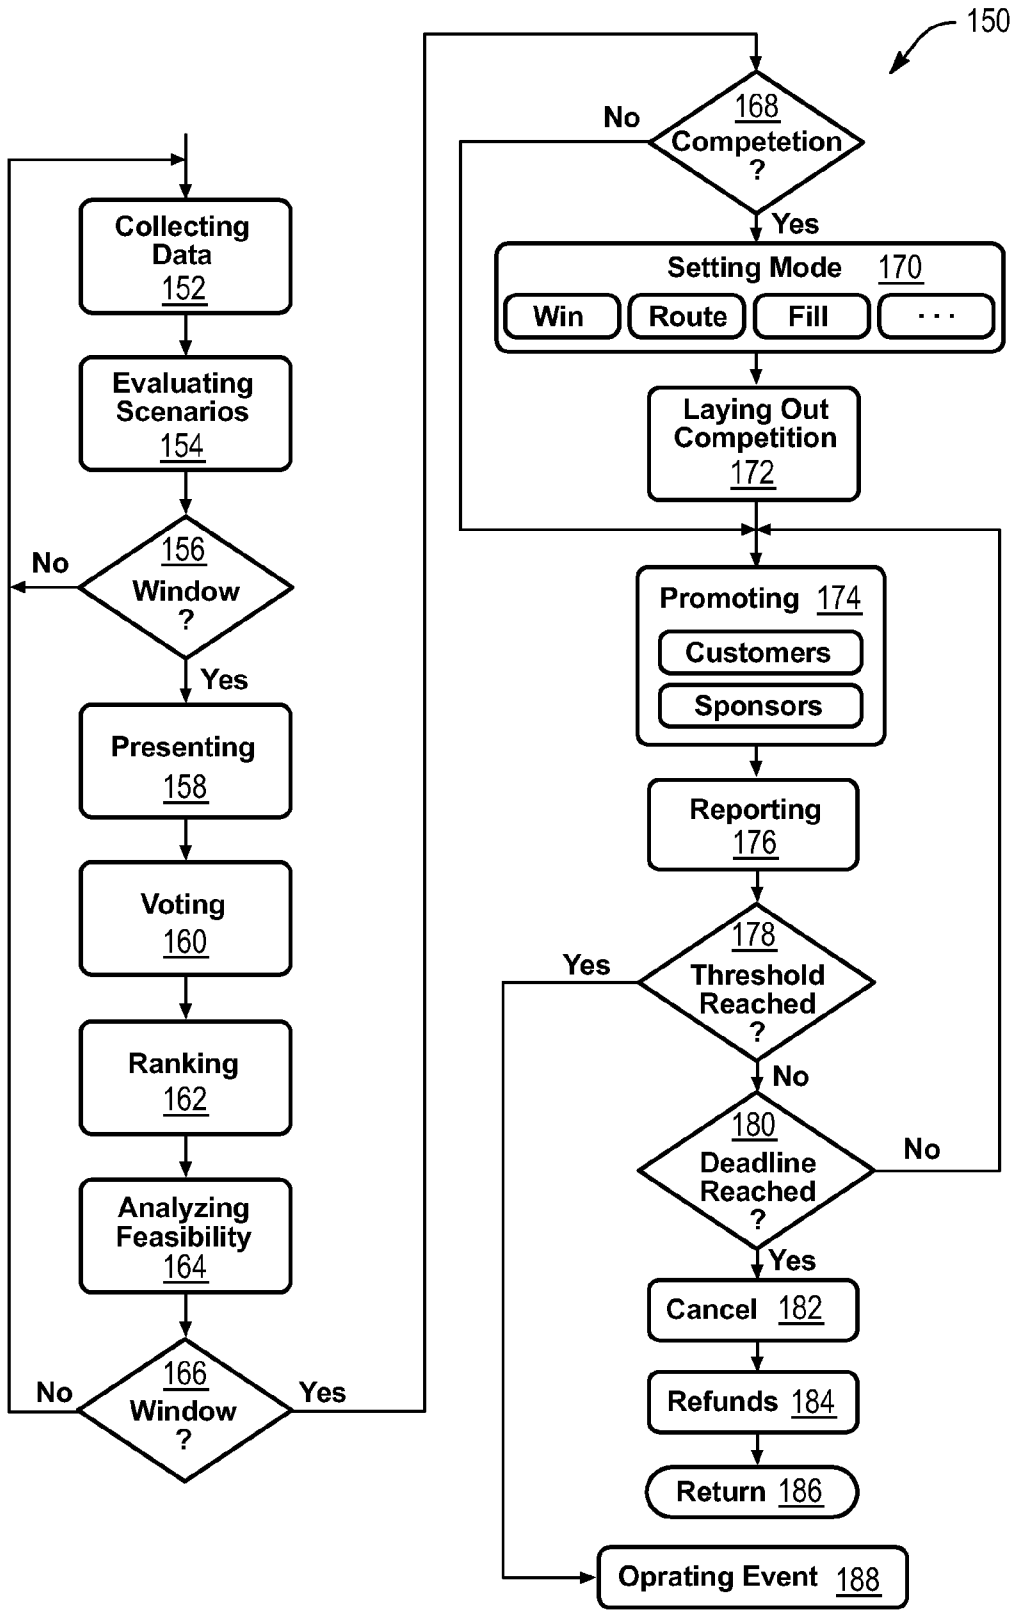 150
Collecting
Data
152
Evaluating
Scenarios
154
156
Window
?
No
Yes
Presenting
158
Voting
160
Ranking
162
Analyzing
Feasibility
164
166
Window
?
No
Yes
168
Competetion
?
No
Yes
Setting Mode 170
Win Route Fill ...
Laying Out
Competition
172
Promoting 174
Customers
Sponsors
Reporting
176
178
Threshold
Reached
?
Yes
No
180
Deadline
Reached
?
No
Yes
Cancel 182
Refunds 184
Return 186
Oprating Event 188